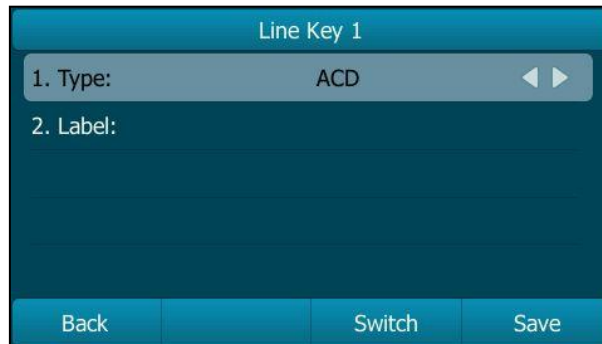 Line Key 1
1. Type: ACD
2. Label:
Back Switch Save